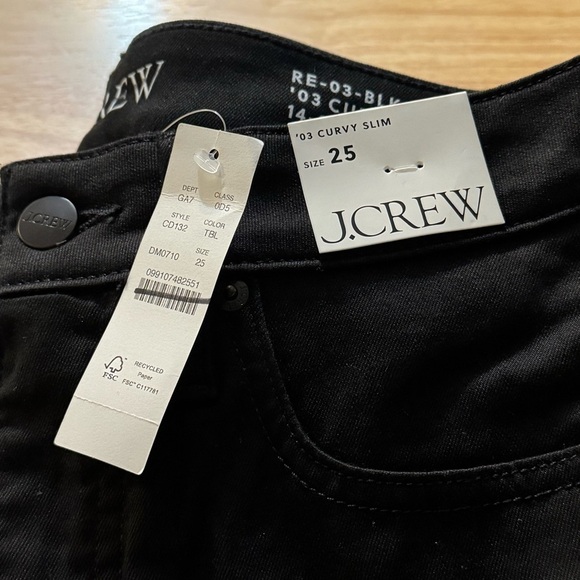 REW
RE-03-BLK
'03 CU
14
'03 CURVY SLIM
SIZE 25
J.CREW
J.CREW
DEPT CLASS
GA7 0D5
STYLE COLOR
CD132 TBL
SIZE
DM0710 25
099107482551
FSC
RECYCLED
Paper
FSC® C117781